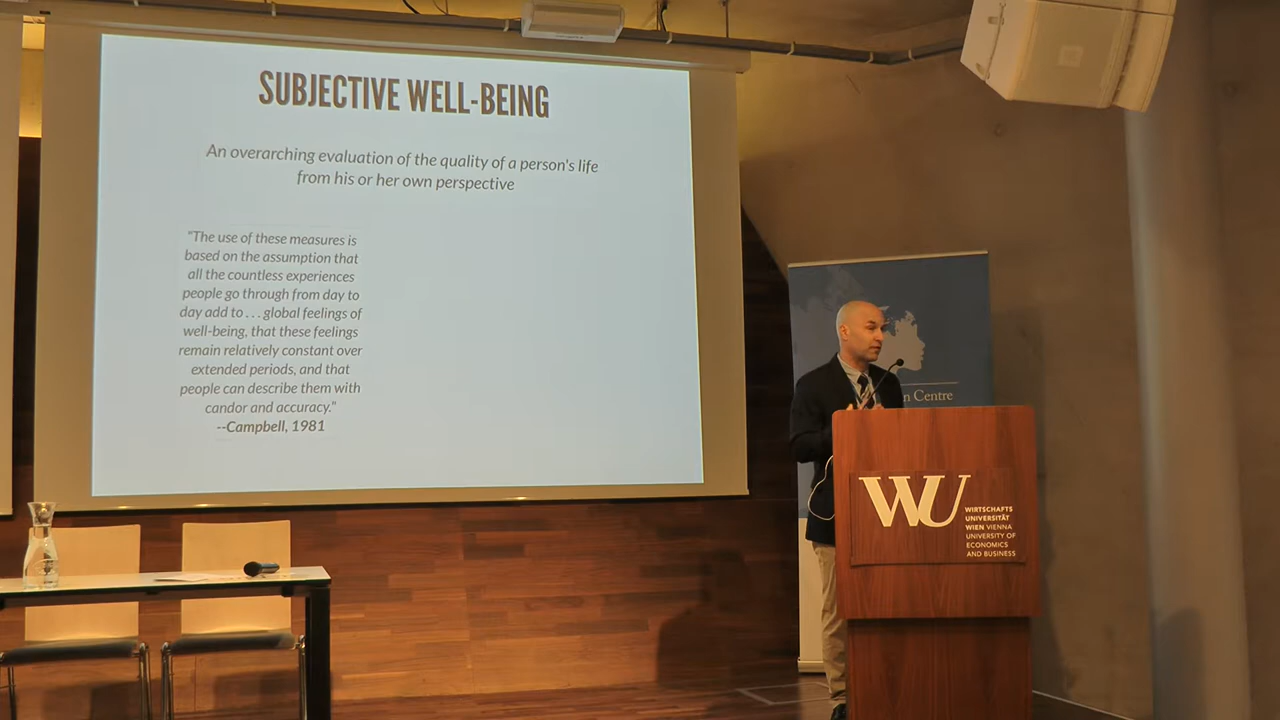 SUBJECTIVE WELL-BEING
An overarching evaluation of the quality of a person's life
from his or her own perspective
"The use of these measures is
based on the assumption that
all the countless experiences
people go through from day to
day add to . . . global feelings of
well-being, that these feelings
remain relatively constant over
extended periods, and that
people can describe them with
candor and accuracy."
--Campbell, 1981
n Centre
WU
WIRTSCHAFTS
UNIVERSITÄT
WIEN VIENNA
UNIVERSITY OF
ECONOMICS
AND BUSINESS